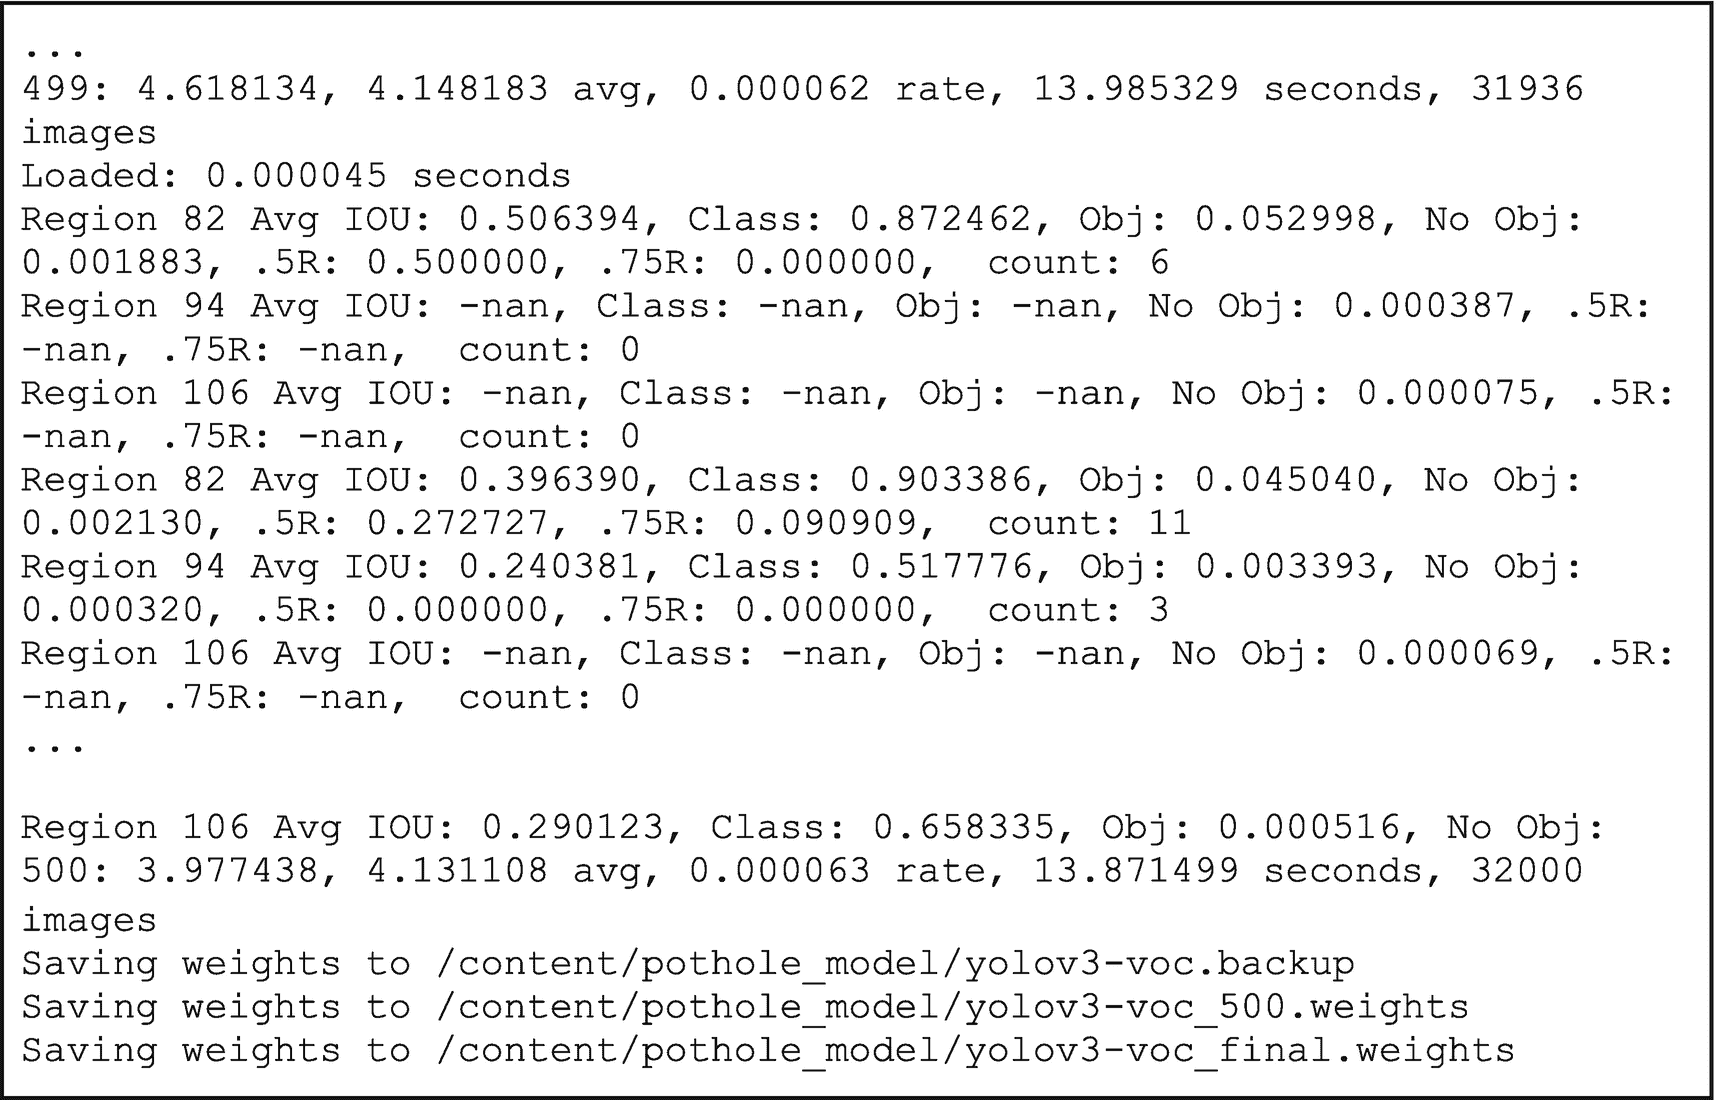 ...
499: 4.618134, 4.148183 avg, 0.000062 rate, 13.985329 seconds, 31936
images
Loaded: 0.000045 seconds
Region 82 Avg IOU: 0.506394, Class: 0.872462, Obj: 0.052998, No Obj:
0.001883, .5R: 0.500000, .75R: 0.000000,  count: 6
Region 94 Avg IOU: -nan, Class: -nan, Obj: -nan, No Obj: 0.000387, .5R:
-nan, .75R: -nan,  count: 0
Region 106 Avg IOU: -nan, Class: -nan, Obj: -nan, No Obj: 0.000075, .5R:
-nan, .75R: -nan,  count: 0
Region 82 Avg IOU: 0.396390, Class: 0.903386, Obj: 0.045040, No Obj:
0.002130, .5R: 0.272727, .75R: 0.090909,  count: 11
Region 94 Avg IOU: 0.240381, Class: 0.517776, Obj: 0.003393, No Obj:
0.000320, .5R: 0.000000, .75R: 0.000000,  count: 3
Region 106 Avg IOU: -nan, Class: -nan, Obj: -nan, No Obj: 0.000069, .5R:
-nan, .75R: -nan,  count: 0
...
Region 106 Avg IOU: 0.290123, Class: 0.658335, Obj: 0.000516, No Obj:
500: 3.977438, 4.131108 avg, 0.000063 rate, 13.871499 seconds, 32000
images
Saving weights to /content/pothole_model/yolov3-voc.backup
Saving weights to /content/pothole_model/yolov3-voc_500.weights
Saving weights to /content/pothole_model/yolov3-voc_final.weights